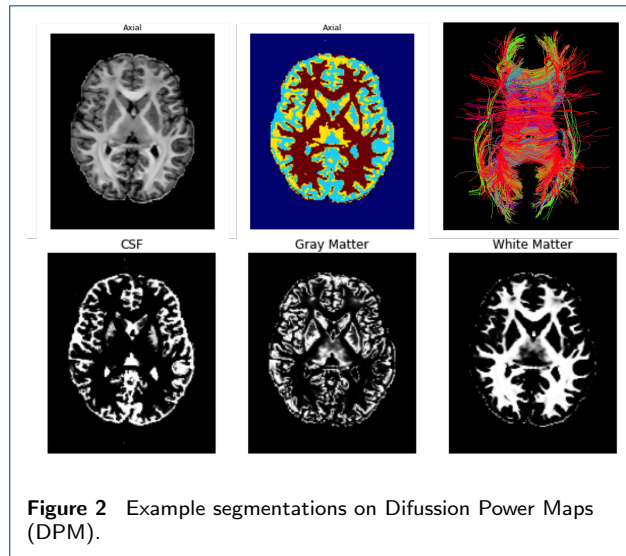 Axial
Axial
CSF
Gray Matter
White Matter
Figure 2 Example segmentations on Difussion Power Maps
(DPM).